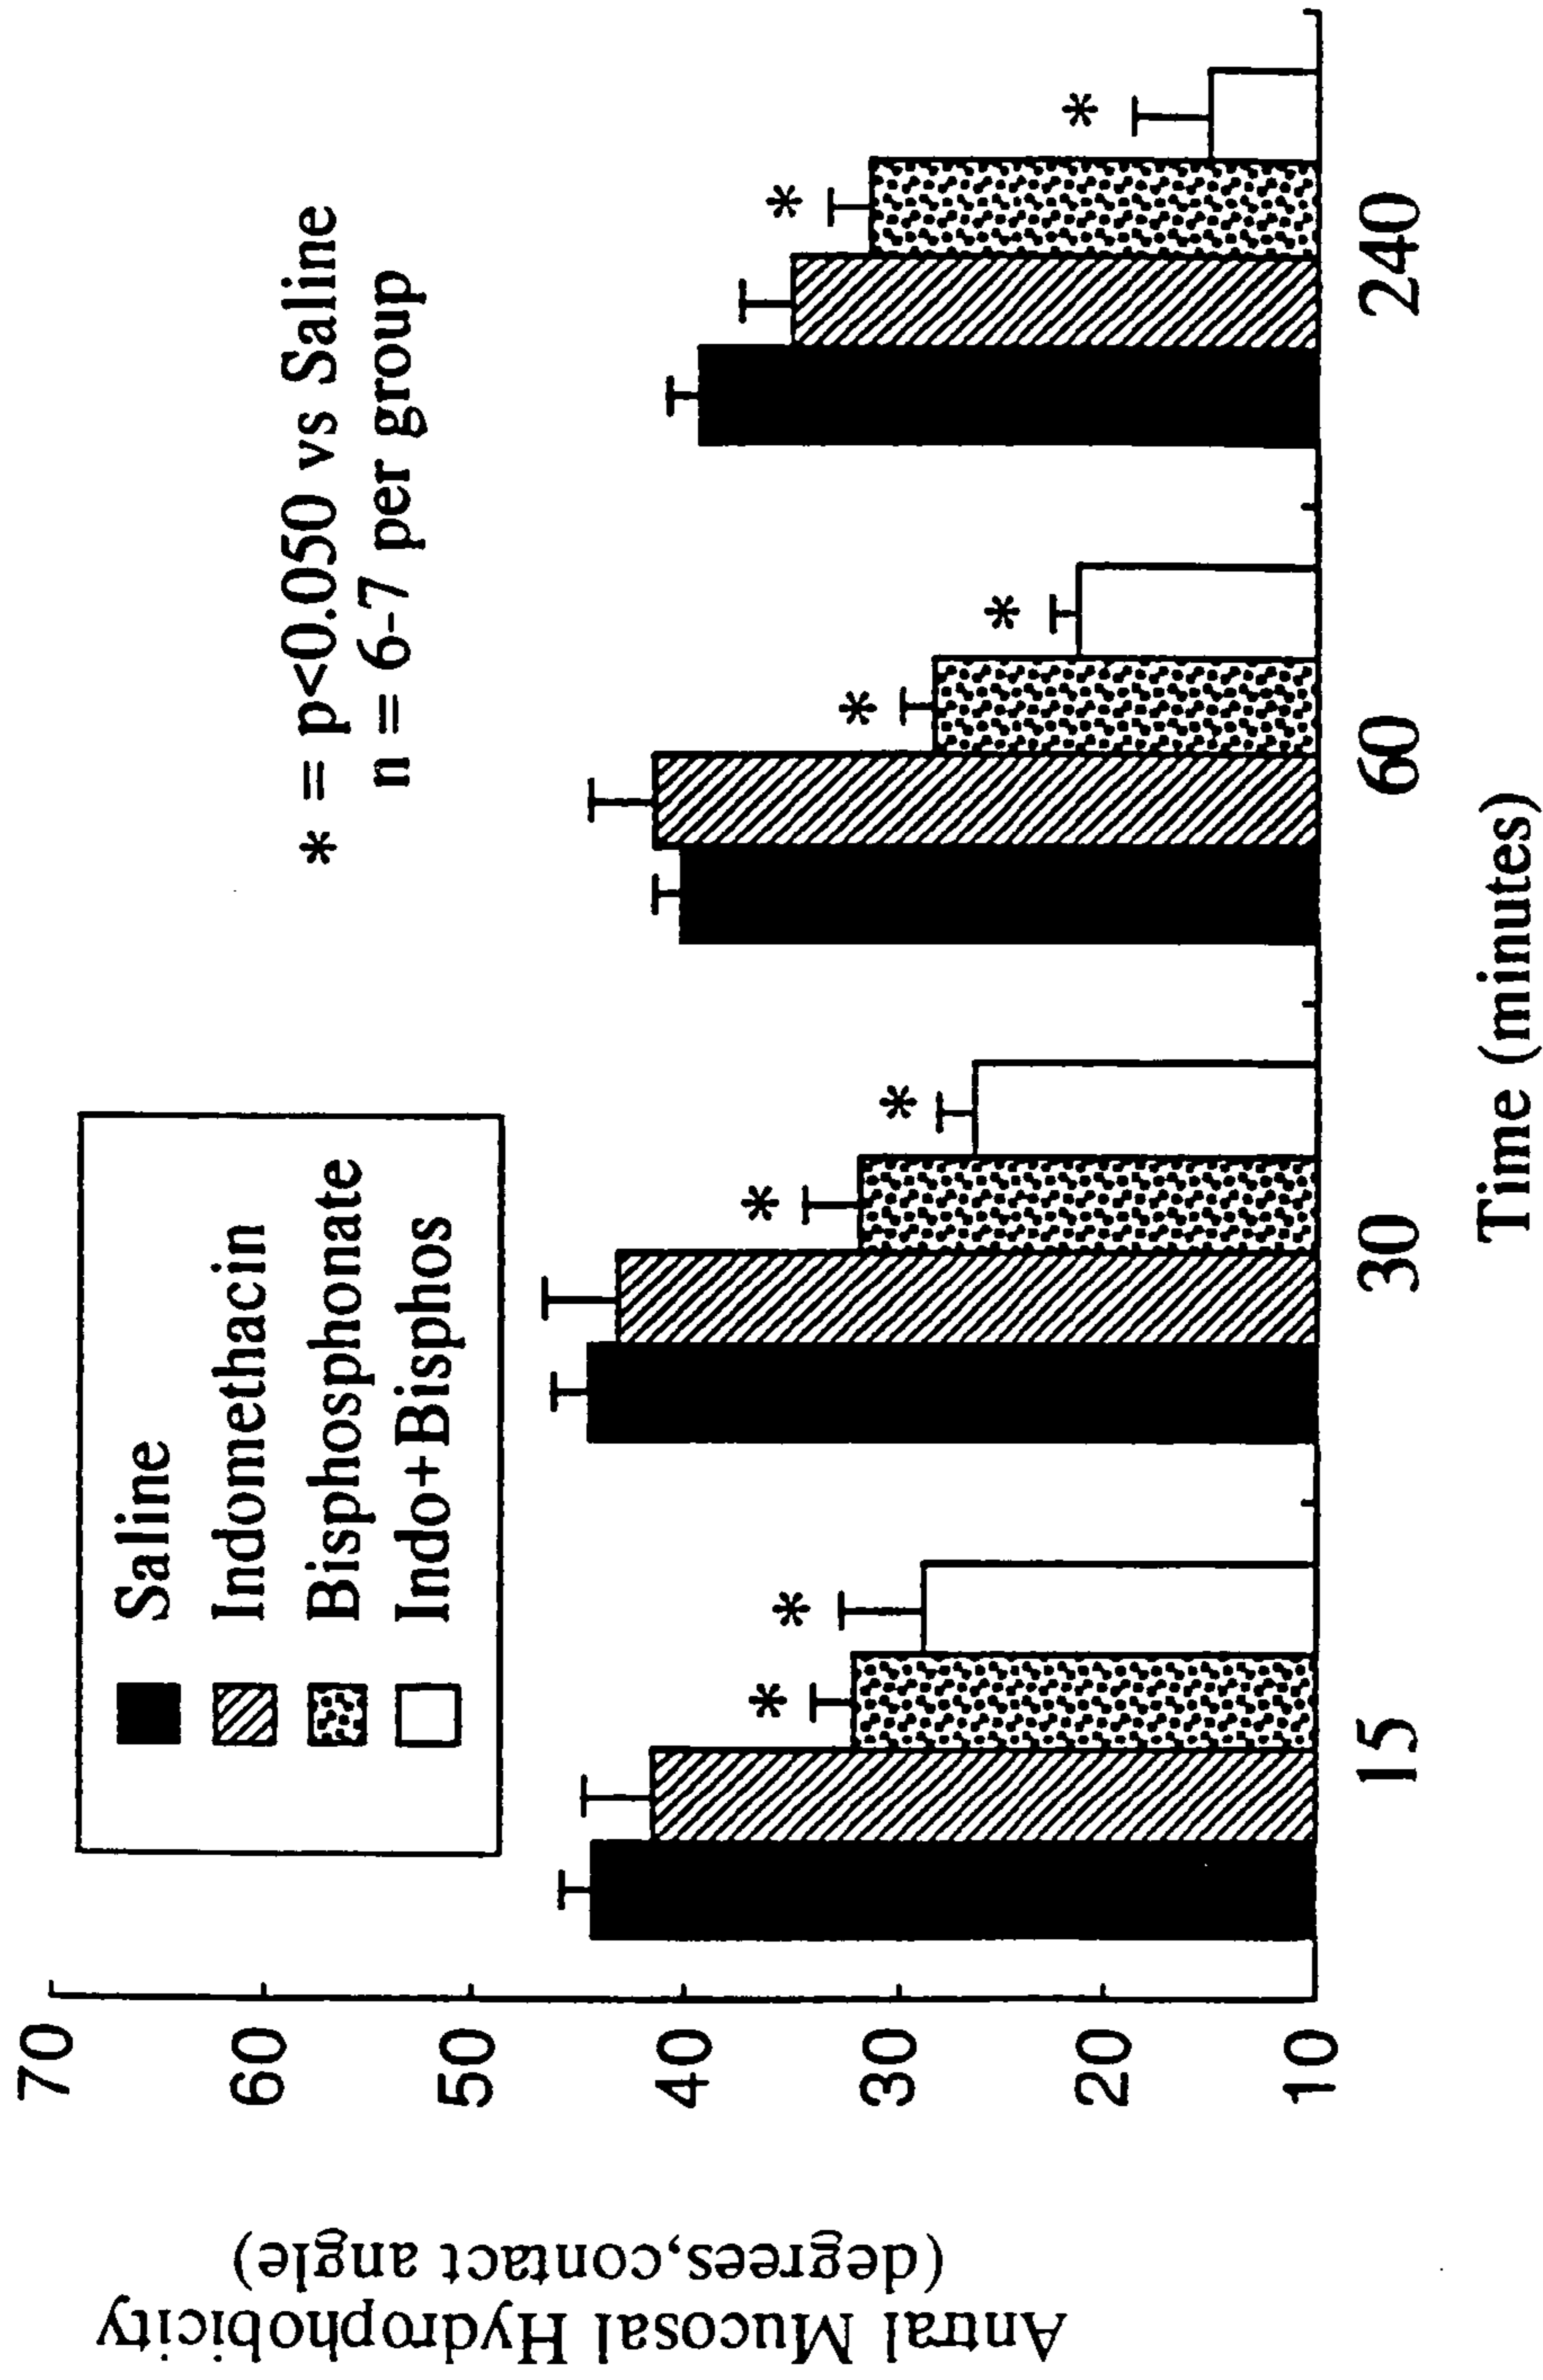 Antral Mucosal Hydrophobicity
(degrees,contact angle)
70
60
50
40
30
20
10
Saline
Indomethacin
Bisphosphonate
Indo+Bisphos
* = p<0.050 vs Saline
n = 6-7 per group
*
*
*
*
*
*
*
*
15
30
60
240
Time (minutes)